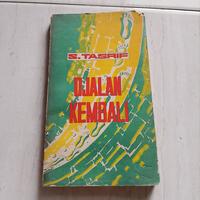 S. TASRIF
DJALAN
KEMBALI